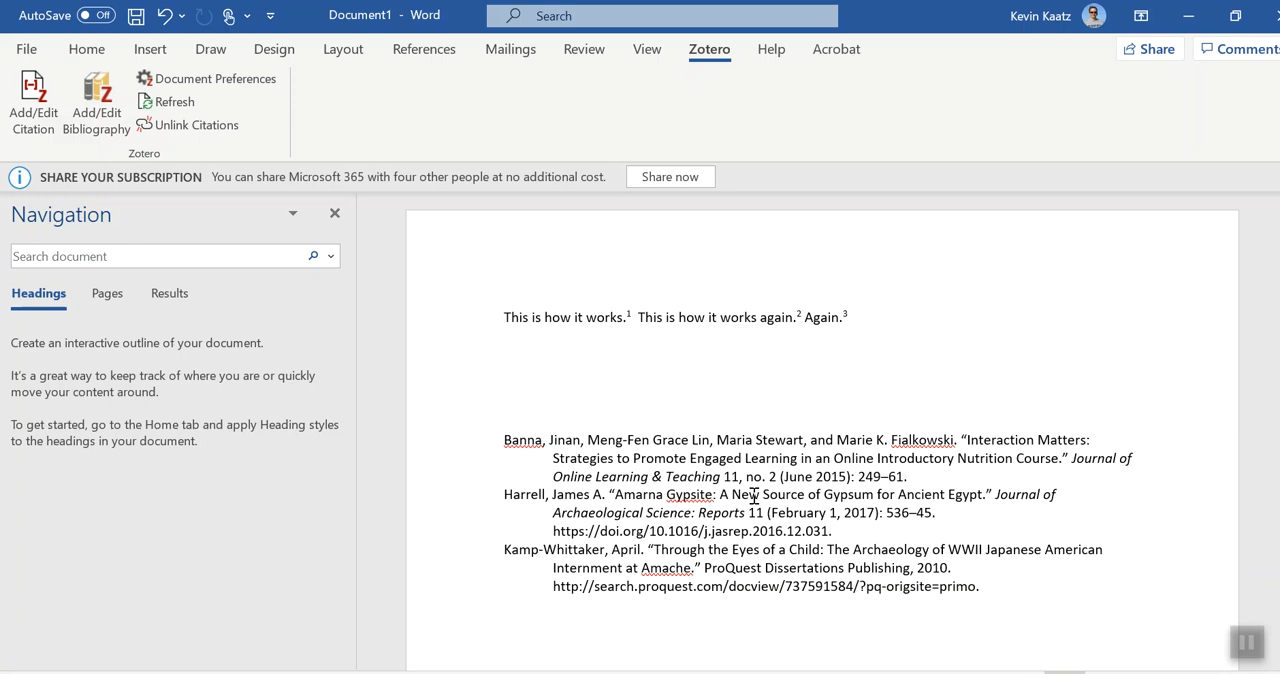 AutoSave Off Document1 - Word Search Kevin Kaatz
File Home Insert Draw Design Layout References Mailings Review View Zotero Help Acrobat Share Comments
Add/Edit Citation
Add/Edit Bibliography
Document Preferences
Refresh
Unlink Citations
Zotero
SHARE YOUR SUBSCRIPTION You can share Microsoft 365 with four other people at no additional cost. Share now
Navigation
Search document
Headings Pages Results
Create an interactive outline of your document.
It's a great way to keep track of where you are or quickly
move your content around.
To get started, go to the Home tab and apply Heading styles
to the headings in your document.
This is how it works.¹ This is how it works again.² Again.³
Banna, Jinan, Meng-Fen Grace Lin, Maria Stewart, and Marie K. Fialkowski. “Interaction Matters:
Strategies to Promote Engaged Learning in an Online Introductory Nutrition Course.” Journal of
Online Learning & Teaching 11, no. 2 (June 2015): 249–61.
Harrell, James A. “Amarna Gypsite: A New Source of Gypsum for Ancient Egypt.” Journal of
Archaeological Science: Reports 11 (February 1, 2017): 536–45.
https://doi.org/10.1016/j.jasrep.2016.12.031.
Kamp-Whittaker, April. “Through the Eyes of a Child: The Archaeology of WWII Japanese American
Internment at Amache.” ProQuest Dissertations Publishing, 2010.
http://search.proquest.com/docview/737591584/?pq-origsite=primo.